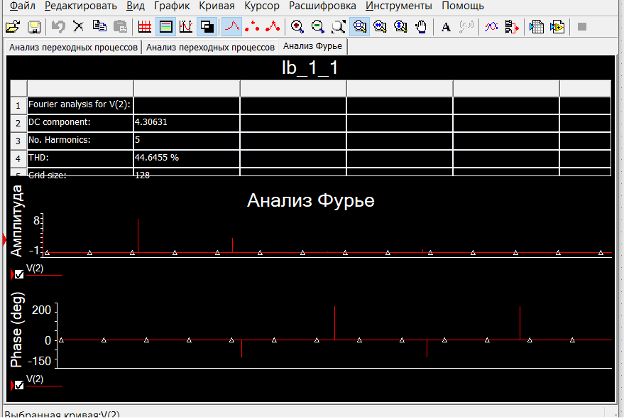 Файл Редактировать Вид График Кривая Курсор Расшифровка Инструменты Помощь
A
Анализ переходных процессов Анализ переходных процессов Анализ Фурье
lb_1_1
1 Fourier analysis for V(2):
2 DC component: 4.30631
3 No. Harmonics: 5
4 THD: 44.6455 %
5 Grid size: 128
Анализ Фурье
Амплитуда
8
-1
V(2)
Phase (deg)
200
0
-150
V(2)
Выбранная кривая:V(2)